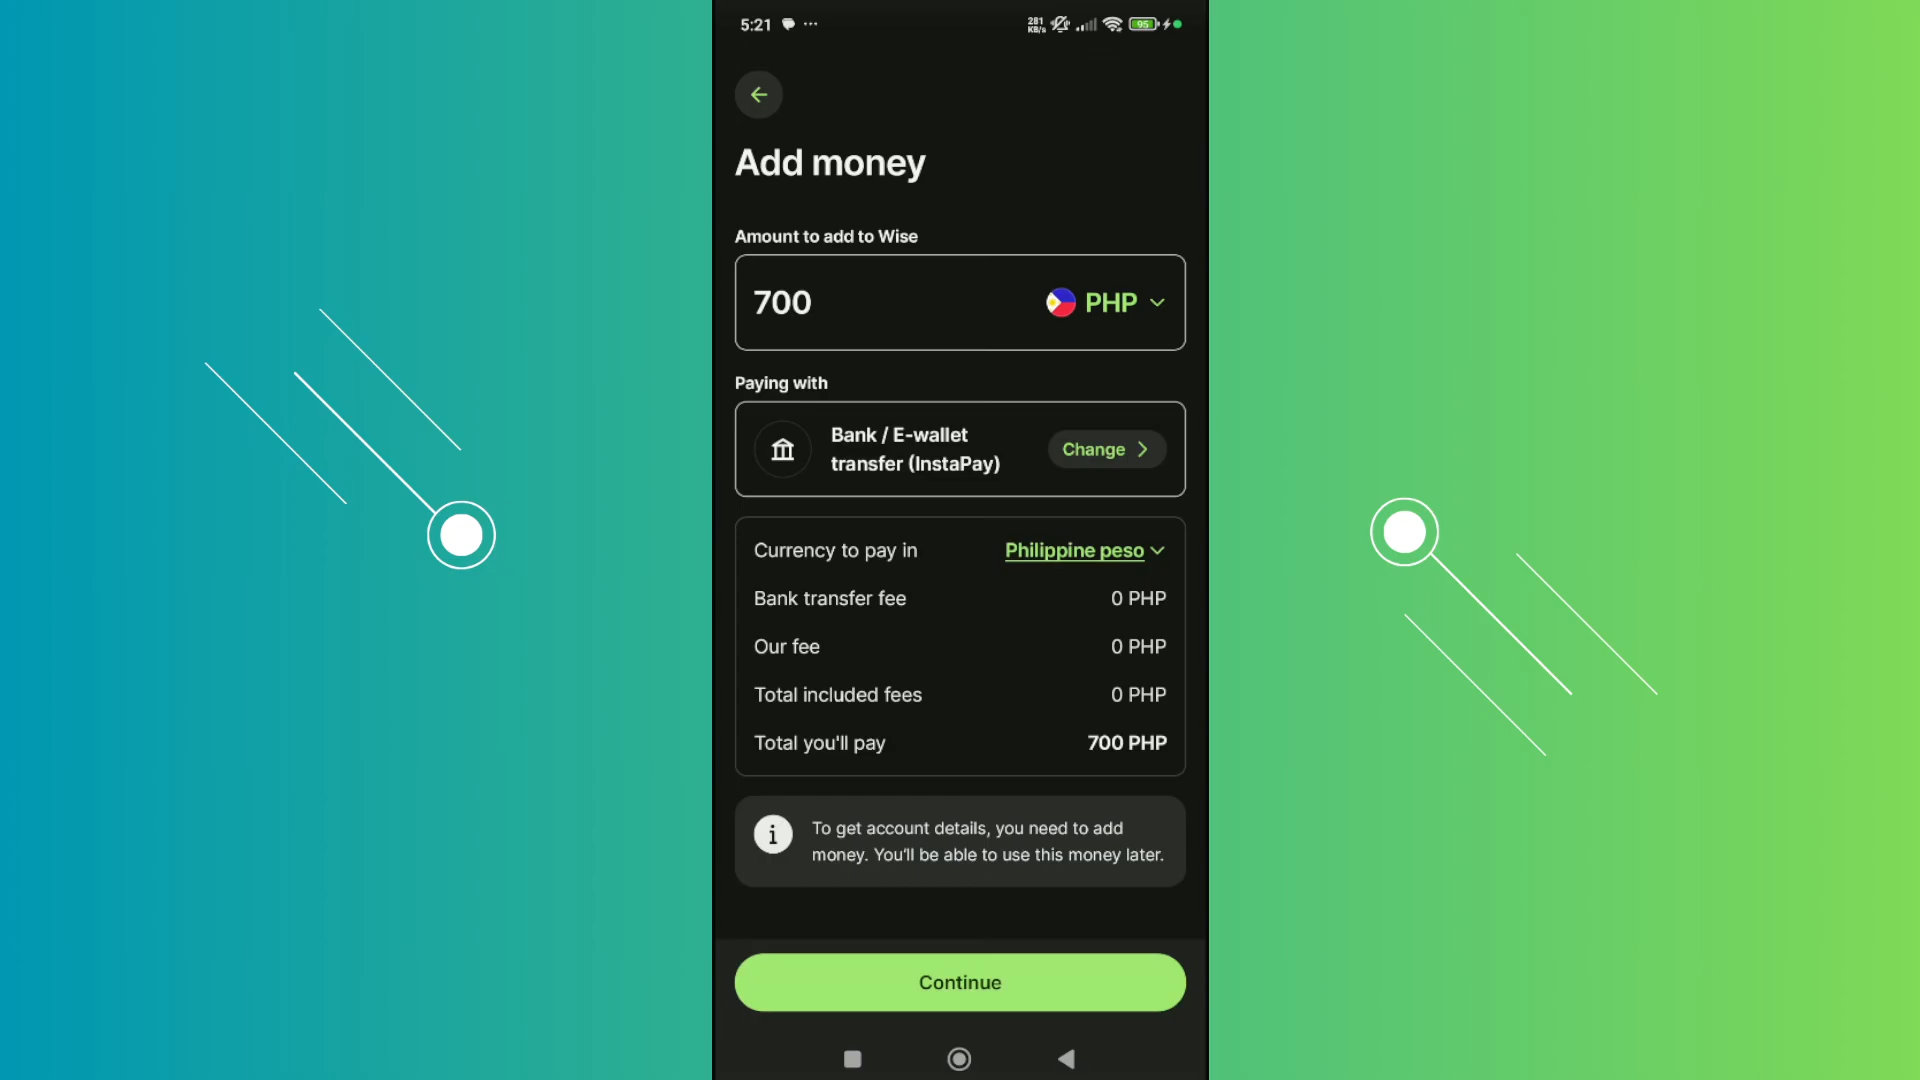 5:21
281
KB/s
95
Add money
Amount to add to Wise
700
PHP
Paying with
Bank / E-wallet
transfer (InstaPay)
Change
Currency to pay in
Philippine peso
Bank transfer fee
0 PHP
Our fee
0 PHP
Total included fees
0 PHP
Total you'll pay
700 PHP
i
To get account details, you need to add
money. You'll be able to use this money later.
Continue